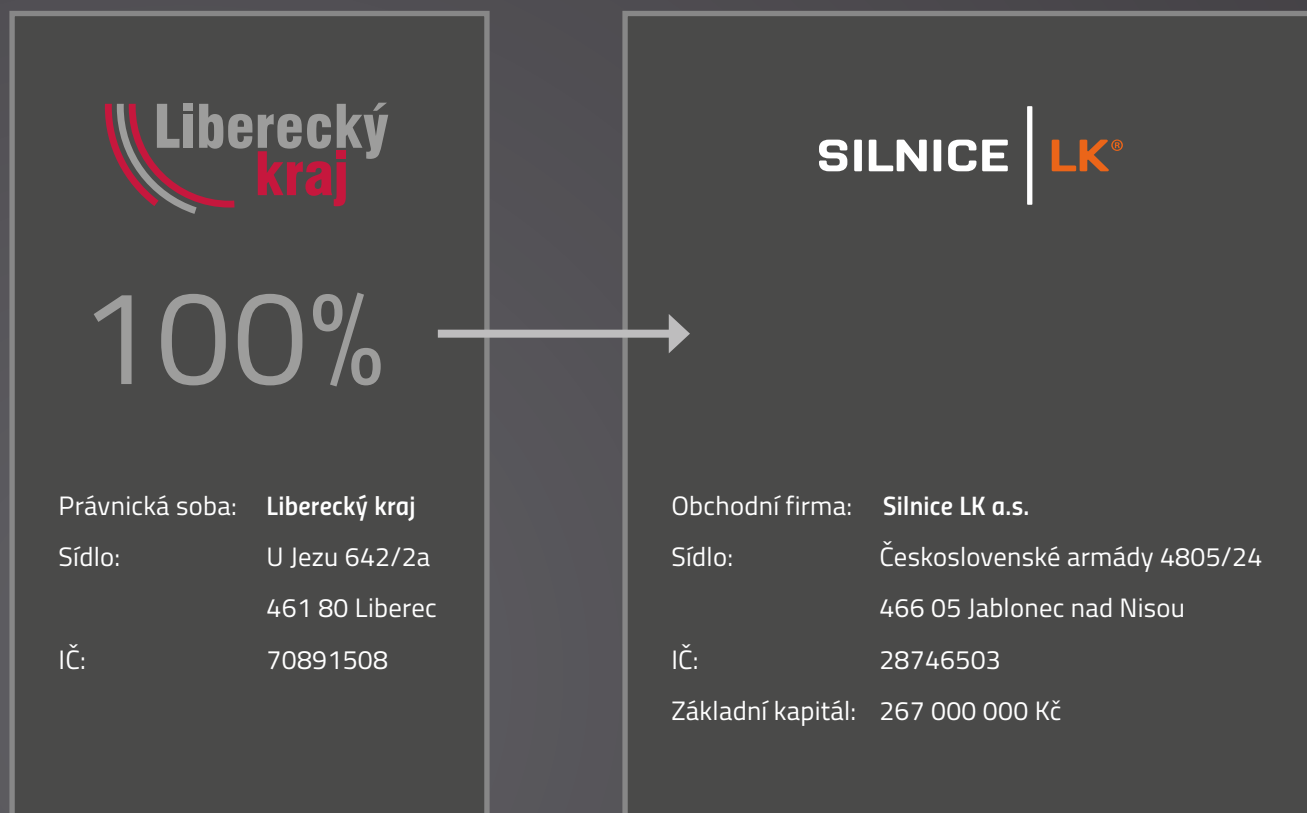 Liberecký
kraj
100%
Právnická soba: Liberecký kraj
Sídlo: U Jezu 642/2a
461 80 Liberec
IČ: 70891508
SILNICE LK®
Obchodní firma: Silnice LK a.s.
Sídlo: Československé armády 4805/24
466 05 Jablonec nad Nisou
IČ: 28746503
Základní kapitál: 267 000 000 Kč